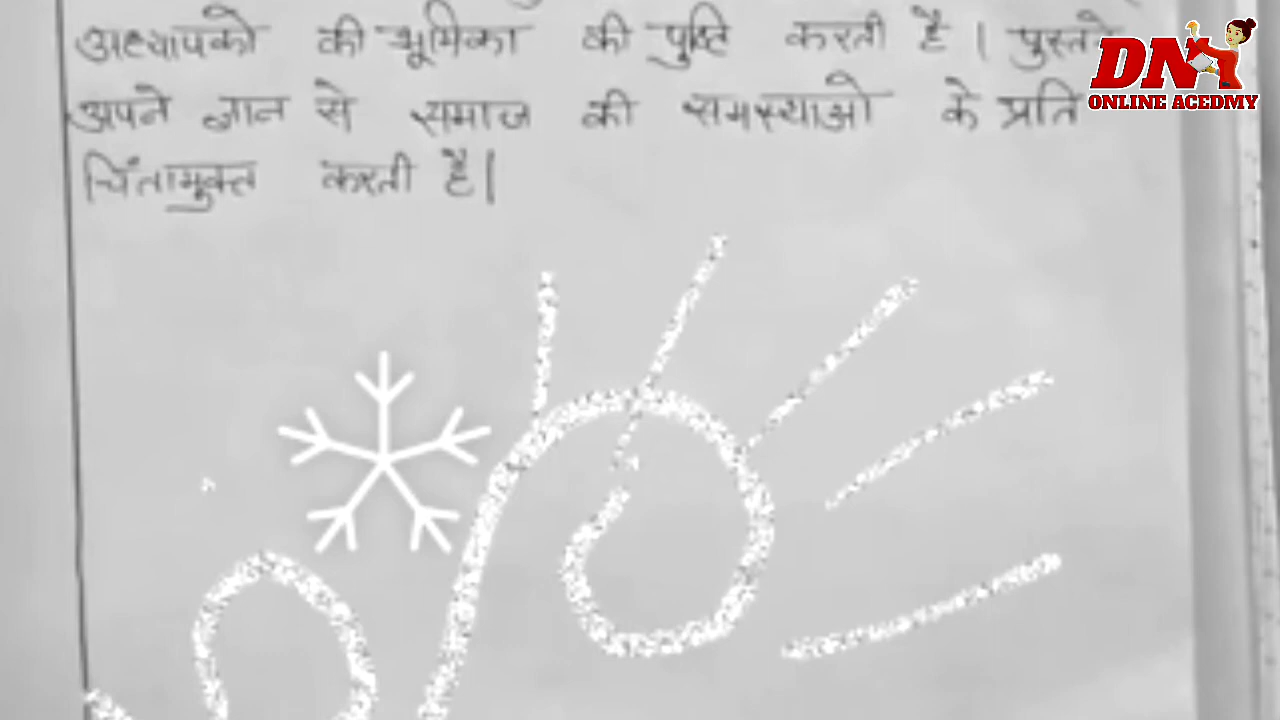 अध्यापको की भूमिका की पुष्टि करती है। पुस्तके
अपने ज्ञान से समाज की समस्याओ के प्रति
चिंतामुक्त करती है।
DN
ONLINE ACEDMY